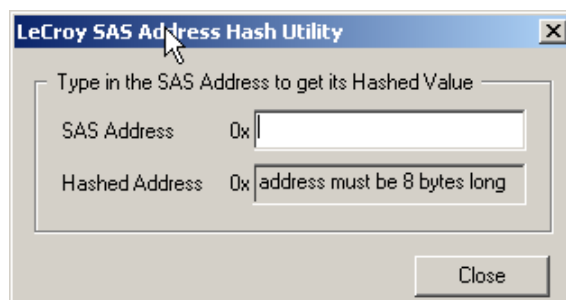 LeCroy SAS Address Hash Utility
Type in the SAS Address to get its Hashed Value
SAS Address 0x
Hashed Address 0x address must be 8 bytes long
Close